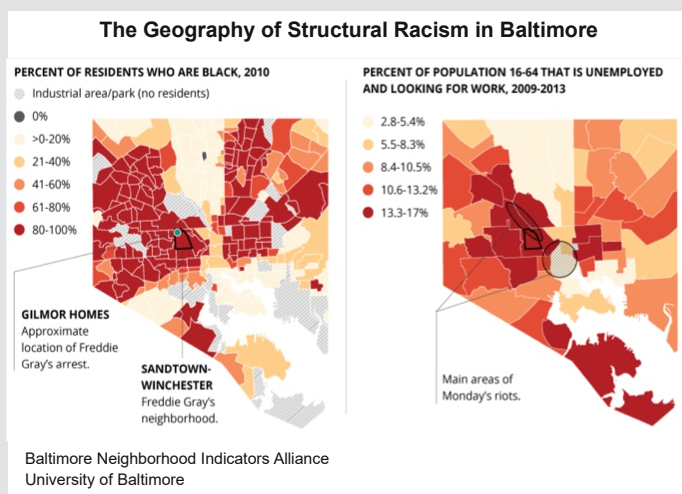 The Geography of Structural Racism in Baltimore
PERCENT OF RESIDENTS WHO ARE BLACK, 2010
Industrial area/park (no residents)
0%
>0-20%
21-40%
41-60%
61-80%
80-100%
GILMOR HOMES
Approximate
location of Freddie
Gray's arrest.
SANDTOWN-
WINCHESTER
Freddie Gray's
neighborhood.
PERCENT OF POPULATION 16-64 THAT IS UNEMPLOYED
AND LOOKING FOR WORK, 2009-2013
2.8-5.4%
5.5-8.3%
8.4-10.5%
10.6-13.2%
13.3-17%
Main areas of
Monday's riots.
Baltimore Neighborhood Indicators Alliance
University of Baltimore